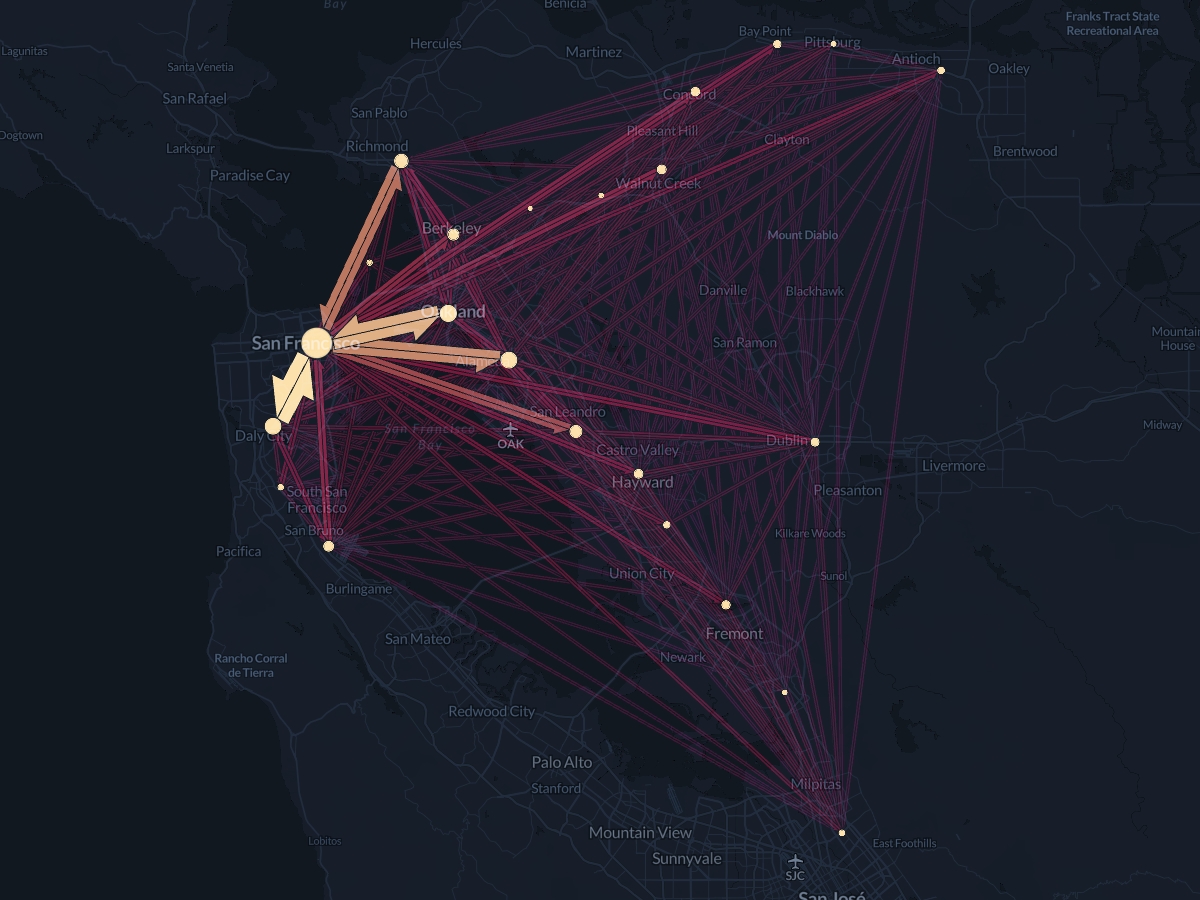 Bay
Benicia
Franks Tract State
Recreational Area
Bay Point
Pittsburg
Hercules
Lagunitas
Martinez
Antioch
Oakley
Santa Venetia
San Rafael
Concord
San Pablo
Dogtown
Pleasant Hill
Clayton
Richmond
Larkspur
Brentwood
Paradise Cay
Walnut Creek
Berkeley
Mount Diablo
Danville
Blackhawk
Oakland
Mountain
House
San Francisco
San Ramon
San Leandro
San Francisco
Bay
Daly City
OAK
Castro Valley
Dublin
Midway
Livermore
Hayward
Pleasanton
South San
Francisco
San Bruno
Kilkare Woods
Pacifica
Union City
Sunol
Burlingame
San Mateo
Fremont
Newark
Rancho Corral
de Tierra
Redwood City
Palo Alto
Stanford
Milpitas
Mountain View
Lobitos
East Foothills
Sunnyvale
SJC
San José